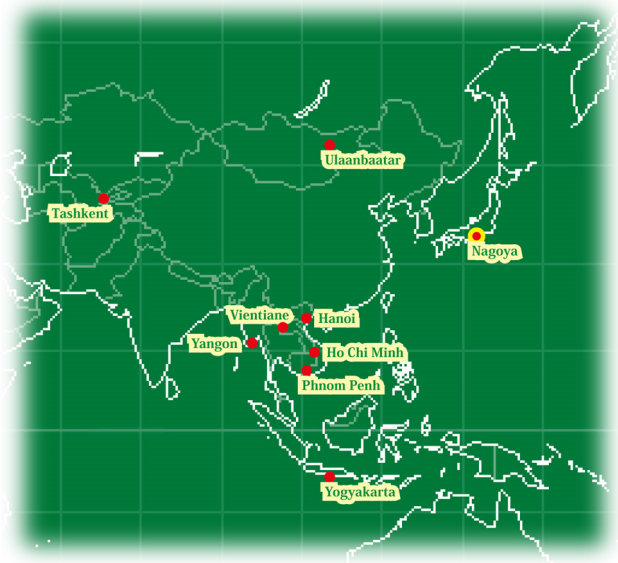 Ulaanbaatar
Tashkent
Nagoya
Vientiane
Hanoi
Yangon
Ho Chi Minh
Phnom Penh
Yogyakarta